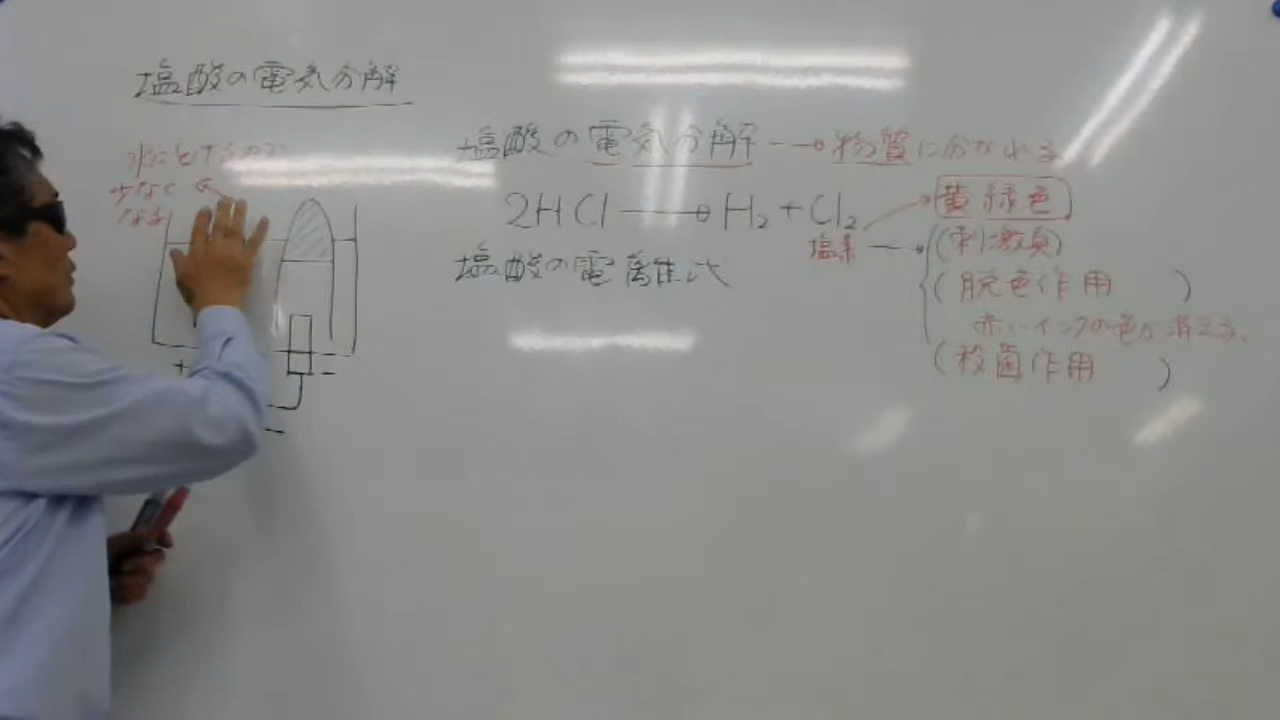 塩酸の電気分解
水にとけるので
少なく
なる
+
-
-
塩酸の電気分解→物質に分かれる
2HCl → H₂ + Cl₂
塩素
黄緑色
(刺激臭)
(脱色作用 )
赤いインクの色が消える。
(殺菌作用 )
塩酸の電離式